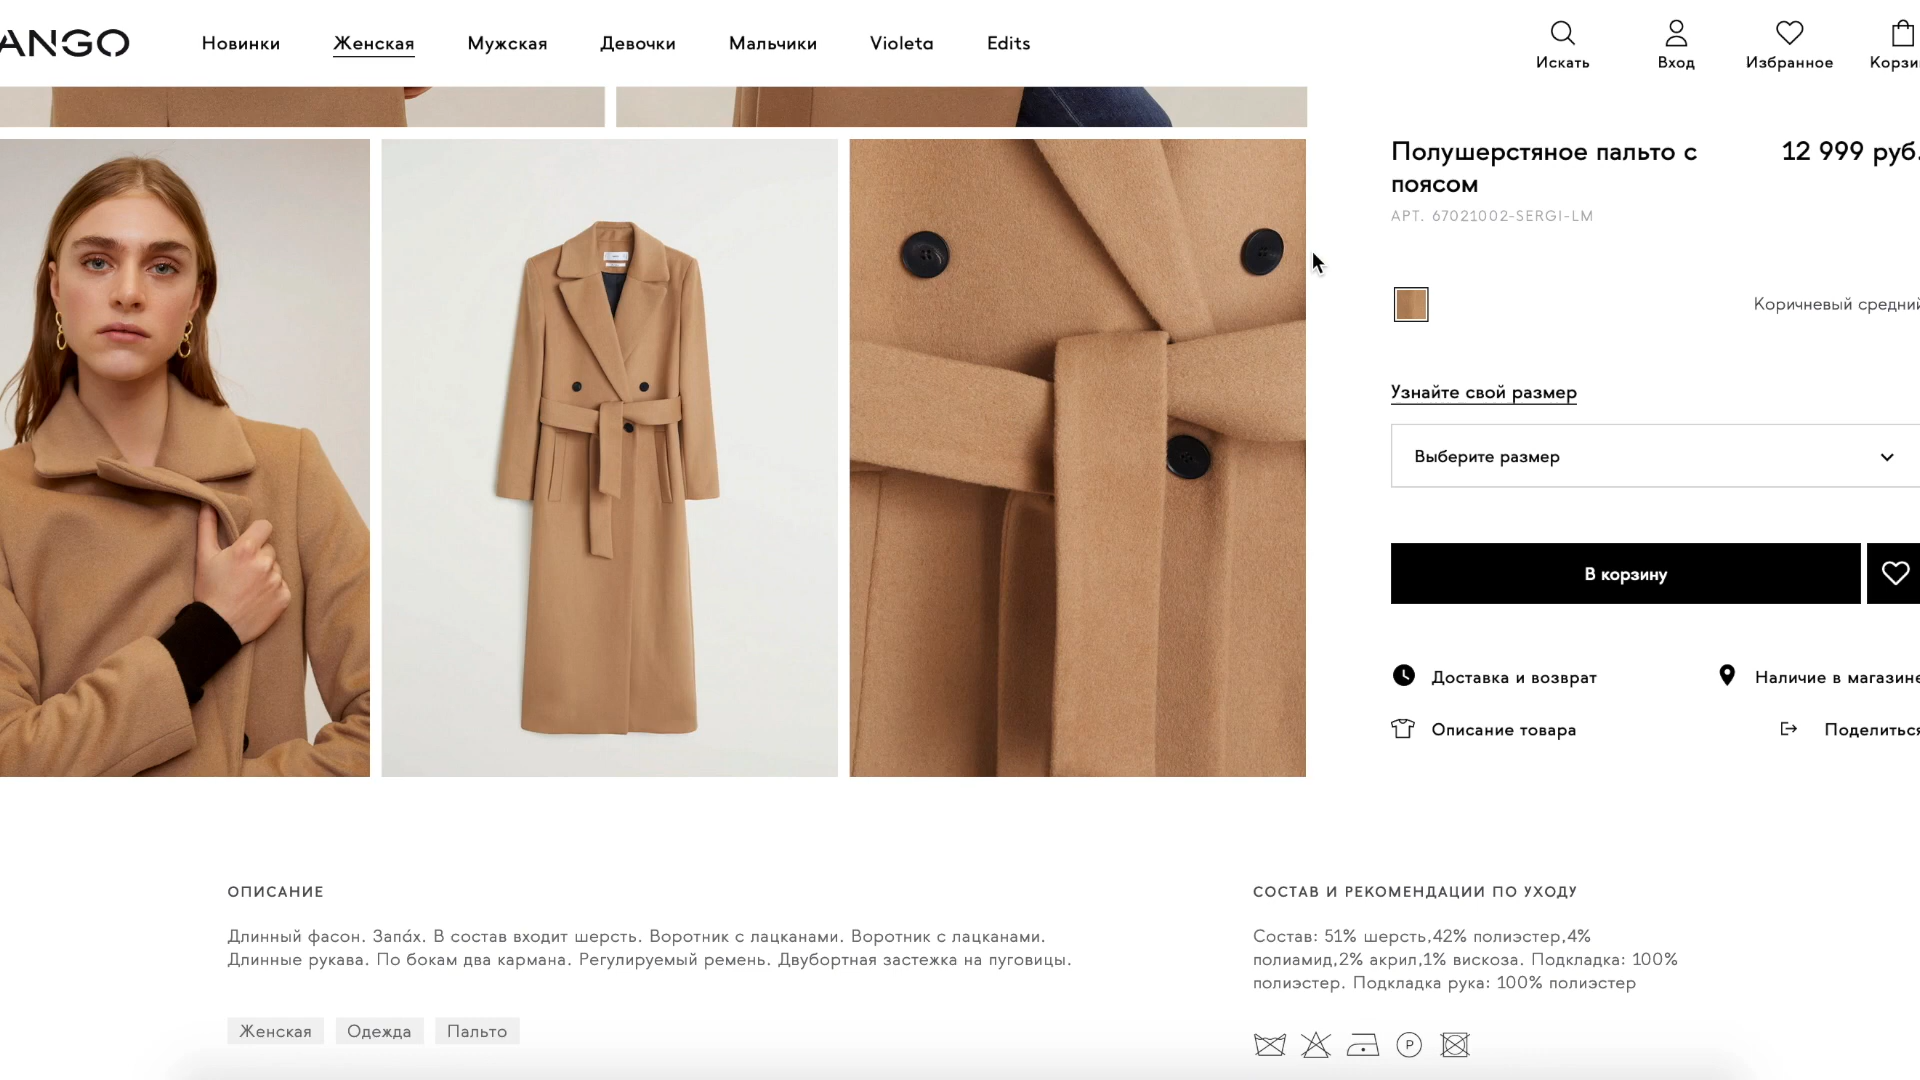 ANGO
Новинки
Женская
Мужская
Девочки
Мальчики
Violeta
Edits
Искать
Вход
Избранное
Корзи
Полушерстяное пальто с
поясом
12 999 руб.
АРТ. 67021002-SERGI-LM
Коричневый средний
Узнайте свой размер
Выберите размер
В корзину
Доставка и возврат
Наличие в магазине
Описание товара
Поделиться
ОПИСАНИЕ
Длинный фасон. Запáх. В состав входит шерсть. Воротник с лацканами. Воротник с лацканами.
Длинные рукава. По бокам два кармана. Регулируемый ремень. Двубортная застежка на пуговицы.
Женская
Одежда
Пальто
СОСТАВ И РЕКОМЕНДАЦИИ ПО УХОДУ
Состав: 51% шерсть,42% полиэстер,4%
полиамид,2% акрил,1% вискоза. Подкладка: 100%
полиэстер. Подкладка рука: 100% полиэстер
P